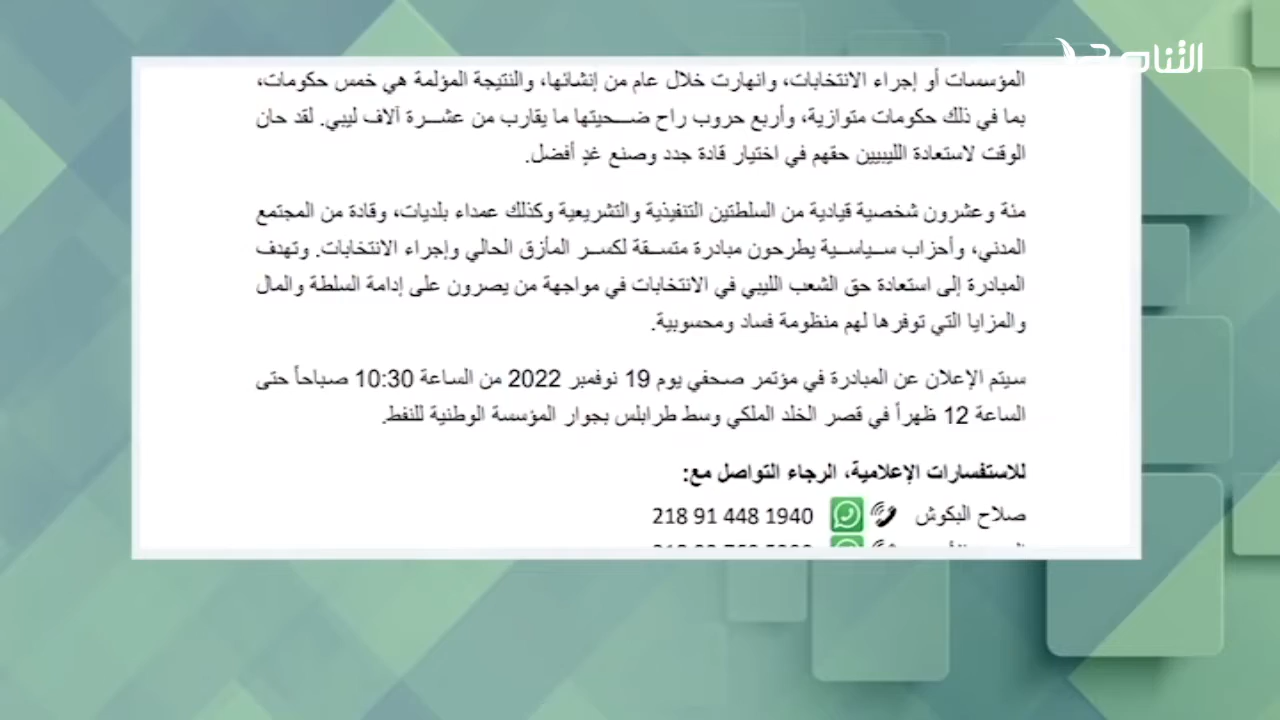 التناصح
المؤسسات أو إجراء الانتخابات، وانهارت خلال عام من إنشائها، والنتيجة المؤلمة هي خمس حكومات،
بما في ذلك حكومات متوازية، وأربع حروب راح ضحيتها ما يقارب من عشرة آلاف ليبي. لقد حان
الوقت لاستعادة الليبيين حقهم في اختيار قادة جدد وصنع غدٍ أفضل.
مئة وعشرون شخصية قيادية من السلطتين التنفيذية والتشريعية وكذلك عمداء بلديات، وقادة من المجتمع
المدني، وأحزاب سياسية يطرحون مبادرة متسقة لكسر المأزق الحالي وإجراء الانتخابات. وتهدف
المبادرة إلى استعادة حق الشعب الليبي في الانتخابات في مواجهة من يصرون على إدامة السلطة والمال
والمزايا التي توفرها لهم منظومة فساد ومحسوبية.
سيتم الإعلان عن المبادرة في مؤتمر صحفي يوم 19 نوفمبر 2022 من الساعة 10:30 صباحاً حتى
الساعة 12 ظهراً في قصر الخلد الملكي وسط طرابلس بجوار المؤسسة الوطنية للنفط.
للاستفسارات الإعلامية، الرجاء التواصل مع:
صلاح البكوش 218 91 448 1940